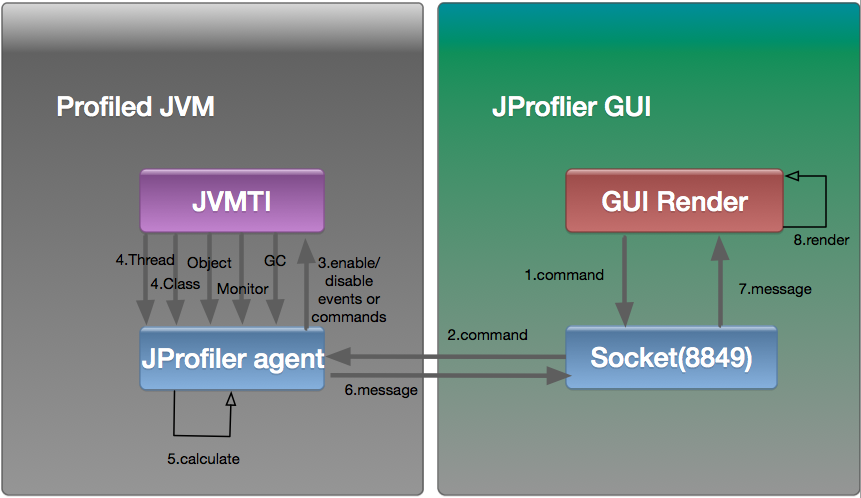 Profiled JVM
JProflier GUI
JVMTI
GUI Render
4.Thread
Object
GC
3.enable/
disable
events or
commands
4.Class
Monitor
8.render
1.command
7.message
JProfiler agent
2.command
Socket(8849)
6.message
5.calculate